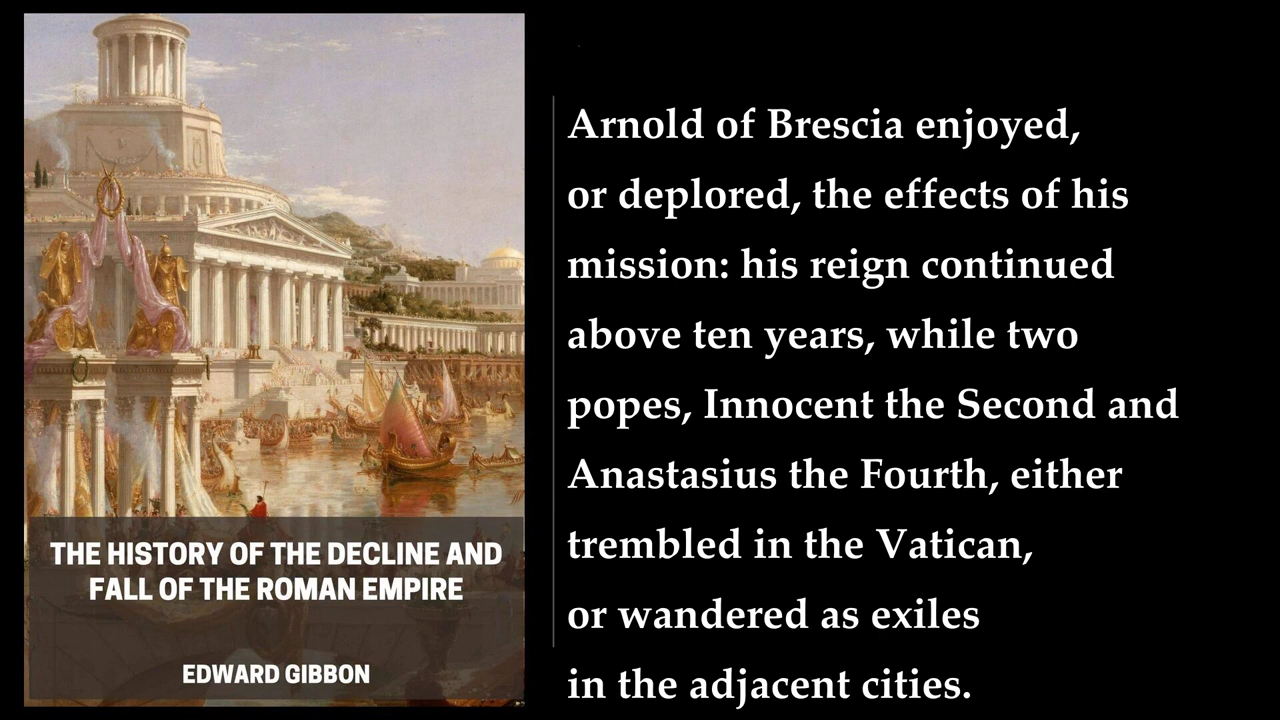 THE HISTORY OF THE DECLINE AND
FALL OF THE ROMAN EMPIRE
EDWARD GIBBON
Arnold of Brescia enjoyed,
or deplored, the effects of his
mission: his reign continued
above ten years, while two
popes, Innocent the Second and
Anastasius the Fourth, either
trembled in the Vatican,
or wandered as exiles
in the adjacent cities.